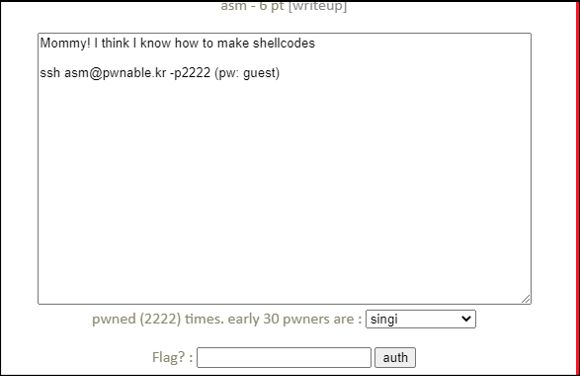 asm - 6 pt [writeup]
Mommy! I think I know how to make shellcodes
ssh asm@pwnable.kr -p2222 (pw: guest)
pwned (2222) times. early 30 pwners are : singi
Flag? : auth